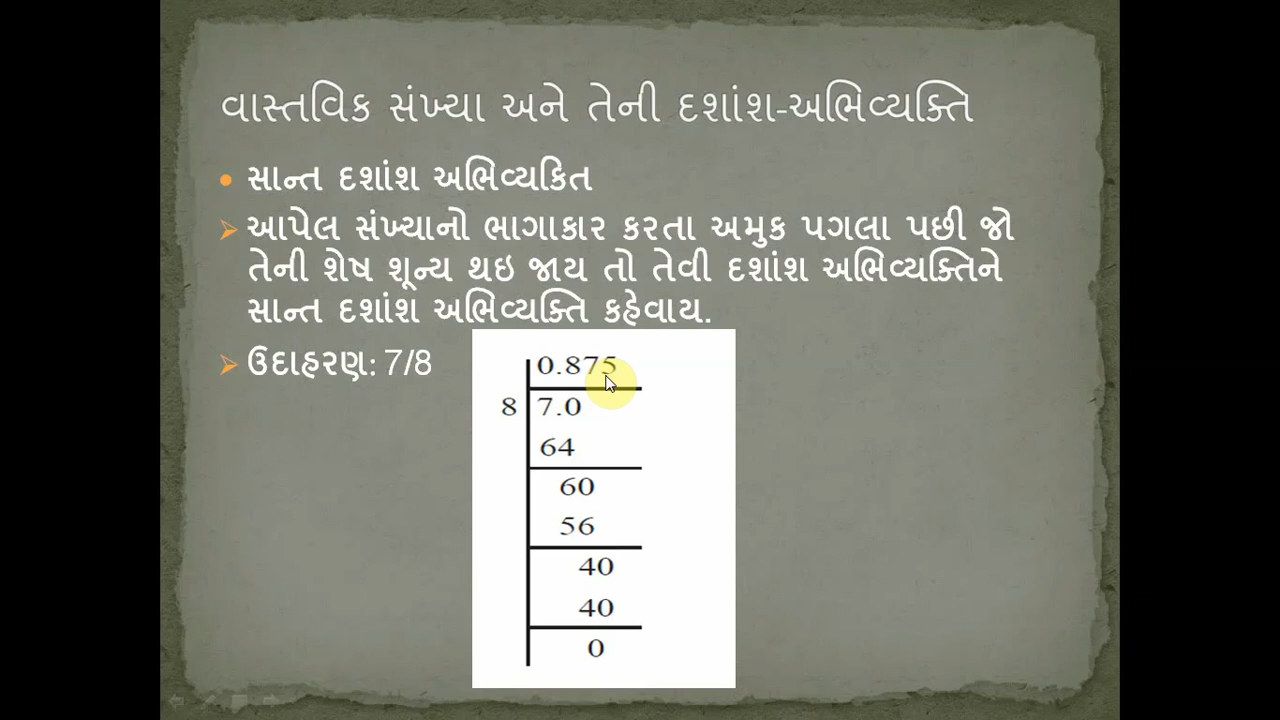 વાસ્તવિક સંખ્યા અને તેની દશાંશ-અભિવ્યક્તિ
સાન્ત દશાંશ અભિવ્યકિત
આપેલ સંખ્યાનો ભાગાકાર કરતા અમુક પગલા પછી જો
તેની શેષ શૂન્ય થઇ જાય તો તેવી દશાંશ અભિવ્યક્તિને
સાન્ત દશાંશ અભિવ્યક્તિ કહેવાય.
ઉદાહરણ: 7/8
0.875
8 7.0
64
60
56
40
40
0